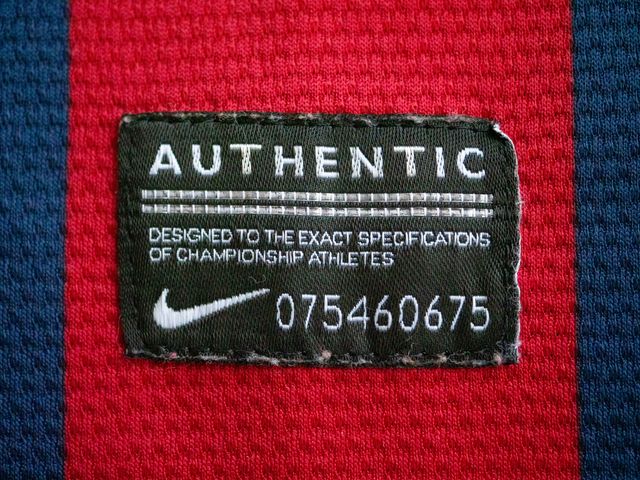 AUTHENTIC
DESIGNED TO THE EXACT SPECIFICATIONS
OF CHAMPIONSHIP ATHLETES
075460675